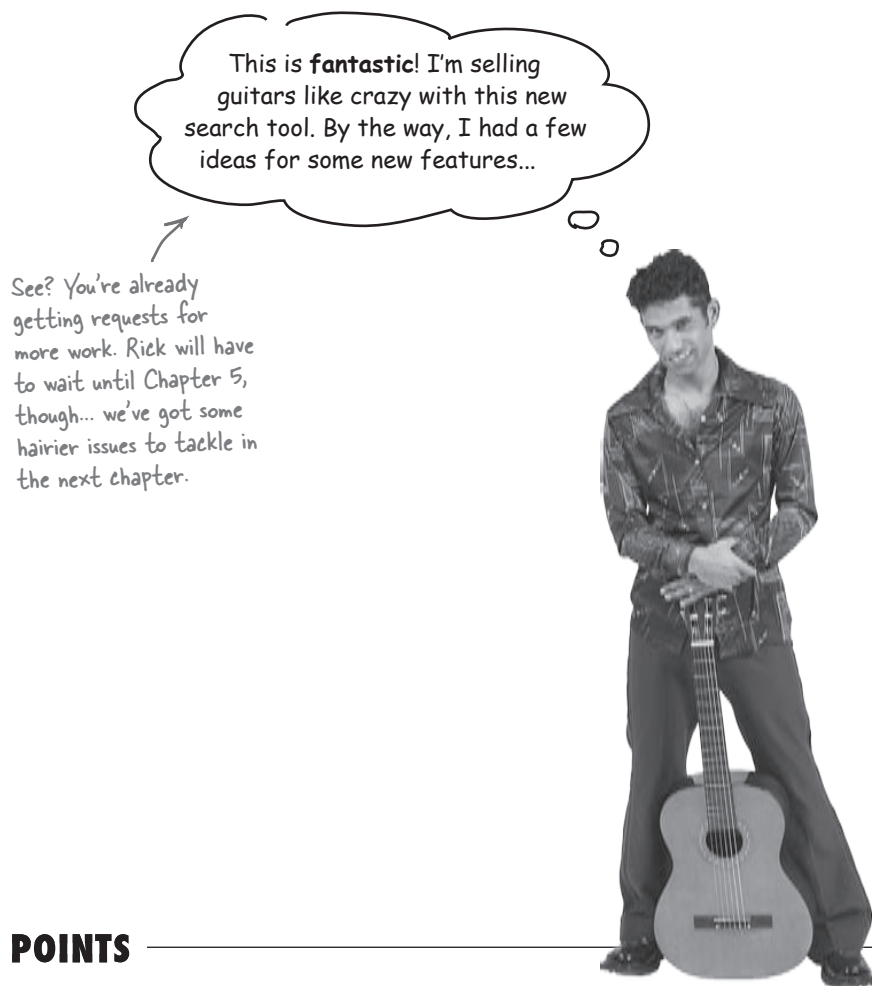 This is fantastic! I'm selling
guitars like crazy with this new
search tool. By the way, I had a few
ideas for some new features...
See? You're already
getting requests for
more work. Rick will have
to wait until Chapter 5,
though... we've got some
hairier issues to tackle in
the next chapter.
POINTS